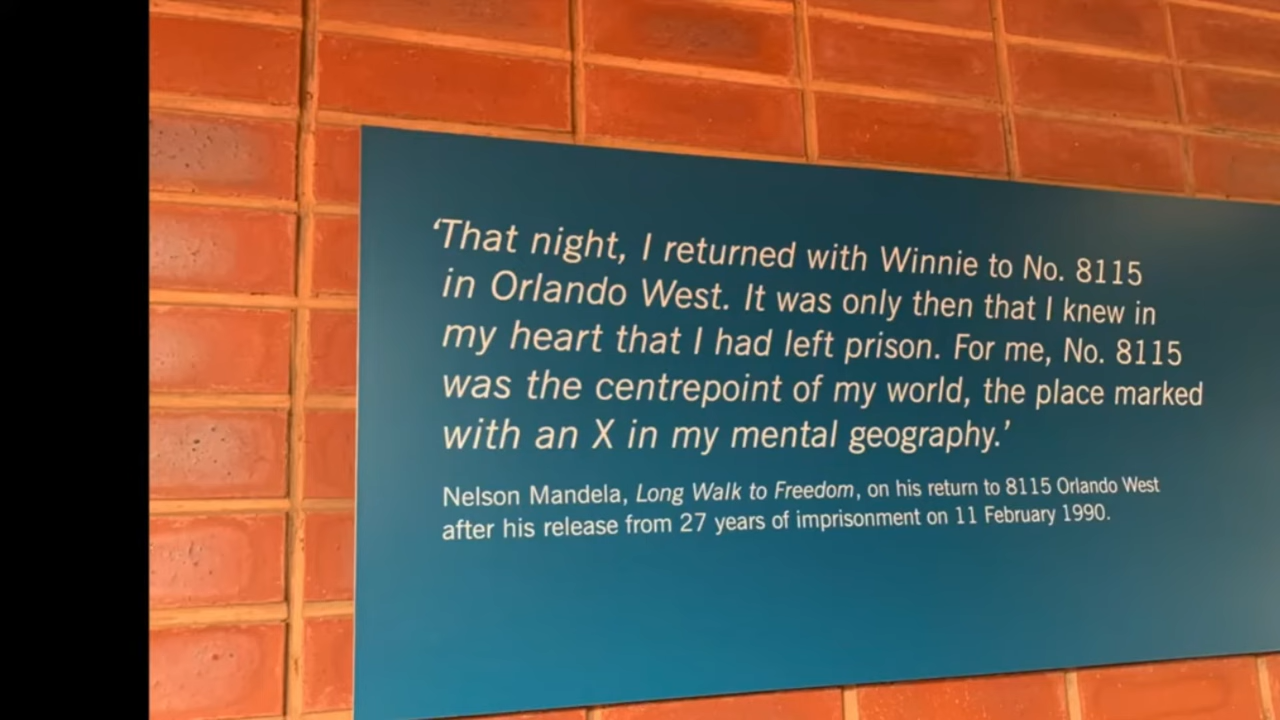 ‘That night, I returned with Winnie to No. 8115
in Orlando West. It was only then that I knew in
my heart that I had left prison. For me, No. 8115
was the centrepoint of my world, the place marked
with an X in my mental geography.’
Nelson Mandela, Long Walk to Freedom, on his return to 8115 Orlando West
after his release from 27 years of imprisonment on 11 February 1990.